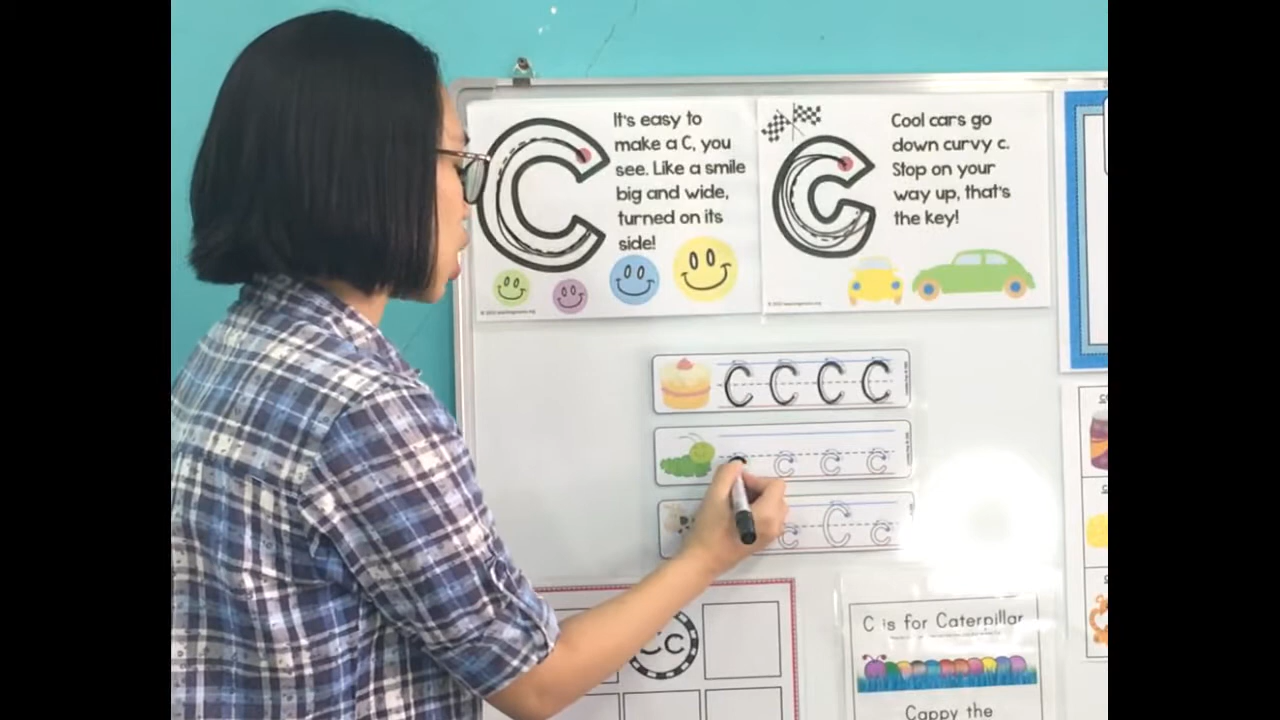 It's easy to
make a C, you
see. Like a smile
big and wide,
turned on its
side!
Cool cars go
down curvy c.
Stop on your
way up, that's
the key!
C C C C
c c c
c C c
Cc
C is for Caterpillar
Cappy the